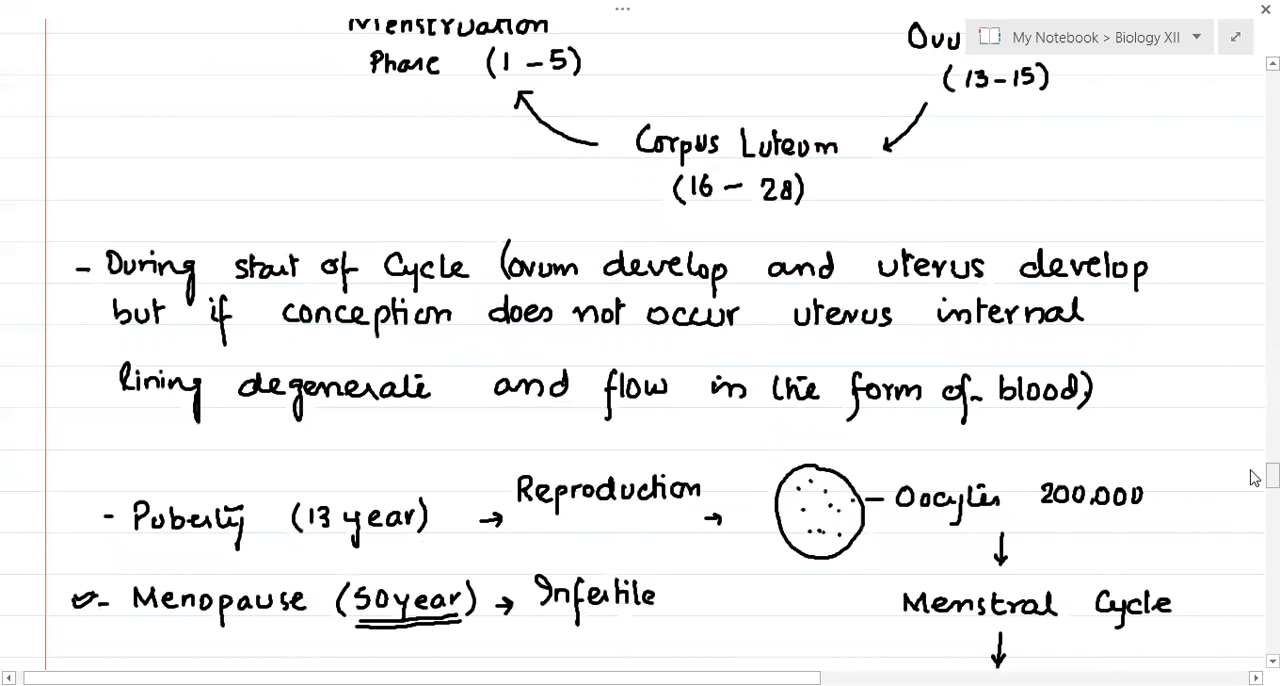 Menstruation
Phase (1 - 5)
My Notebook > Biology XII
(13-15)
Corpus Luteum
(16 - 28)
- During start of Cycle (ovum develop and uterus develop
but if conception does not occur uterus internal
lining degenerate and flow in the form of blood)
- Puberty (13 year) → Reproduction → – Oocytes 200.000
↓
- Menopause (50 year) → Infertile
Menstral Cycle
↓